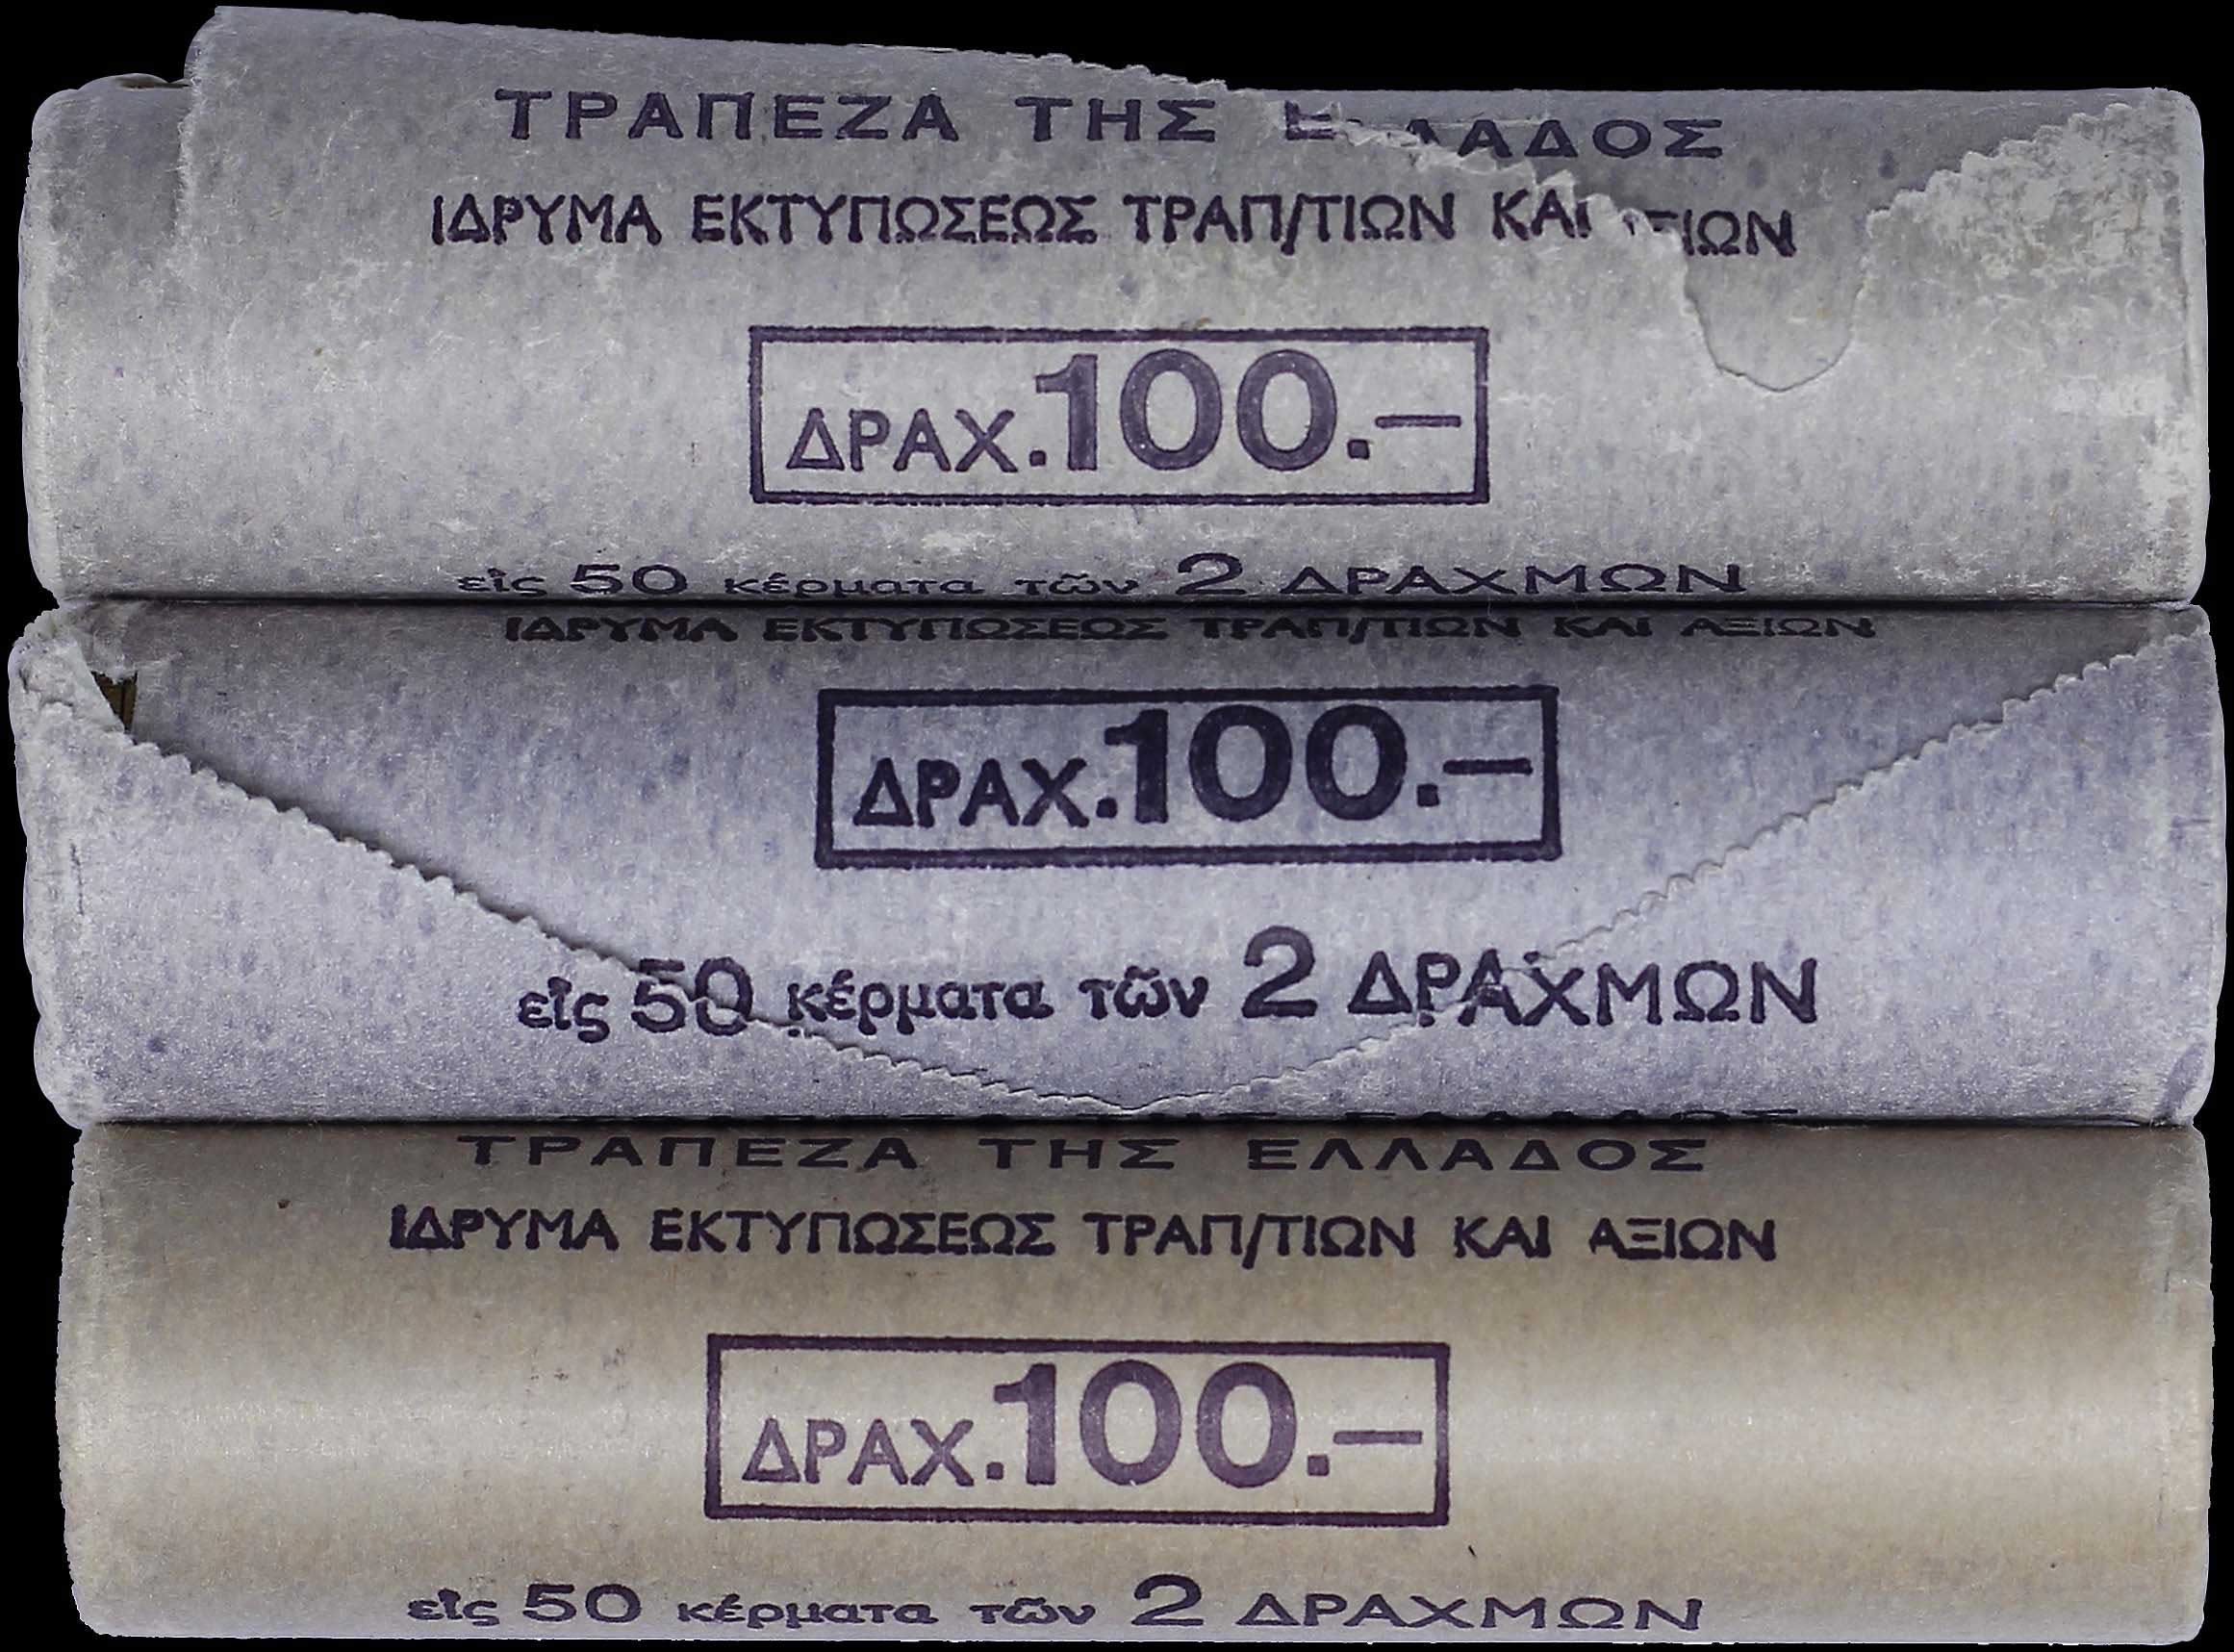 ΤΡΑΠΕΖΑ ΤΗΣ
ΙΔΡΥΜΑ ΕΚΤΥΠΩΣΕΩΣ ΤΡΑΠ/ΤΙΩΝ ΚΑΙ
ΔΡΑΧ.100.—
εἰς 50 κέρματα τῶν 2 ΔΡΑΧΜΩΝ
ΙΔΡΥΜΑ ΕΚΤΥΠΩΣΕΩΣ ΤΡΑΠ/ΤΙΩΝ ΚΑΙ ΑΞΙΩΝ
ΔΡΑΧ.100.—
εἰς 50 κέρματα τῶν 2 ΔΡΑΧΜΩΝ
ΤΡΑΠΕΖΑ ΤΗΣ ΕΛΛΑΔΟΣ
ΙΔΡΥΜΑ ΕΚΤΥΠΩΣΕΩΣ ΤΡΑΠ/ΤΙΩΝ ΚΑΙ ΑΞΙΩΝ
ΔΡΑΧ.100.—
εἰς 50 κέρματα τῶν 2 ΔΡΑΧΜΩΝ